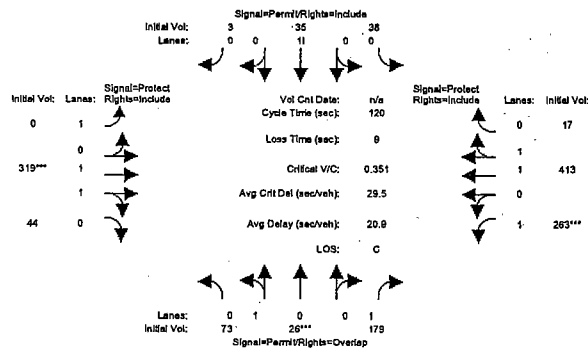 Signal=Permit/Rights=Include
Initial Vol: 3 35 38
Lanes: 0 0 1! 0 0
Signal=Protect
Rights=Include
Signal=Protect
Rights=Include
Initial Vol: Lanes:
Vol Cnt Date: n/a
Lanes: Initial Vol:
Cycle Time (sec): 120
0 1
0 17
Loss Time (sec): 9
0
1
319*** 1
Critical V/C: 0.351
1 413
1
Avg Crit Del (sec/veh): 29.5
0
44 0
Avg Delay (sec/veh): 20.9
1 263***
LOS: C
Lanes: 0 1 0 0 1
Initial Vol: 73 26*** 179
Signal=Permit/Rights=Overlap